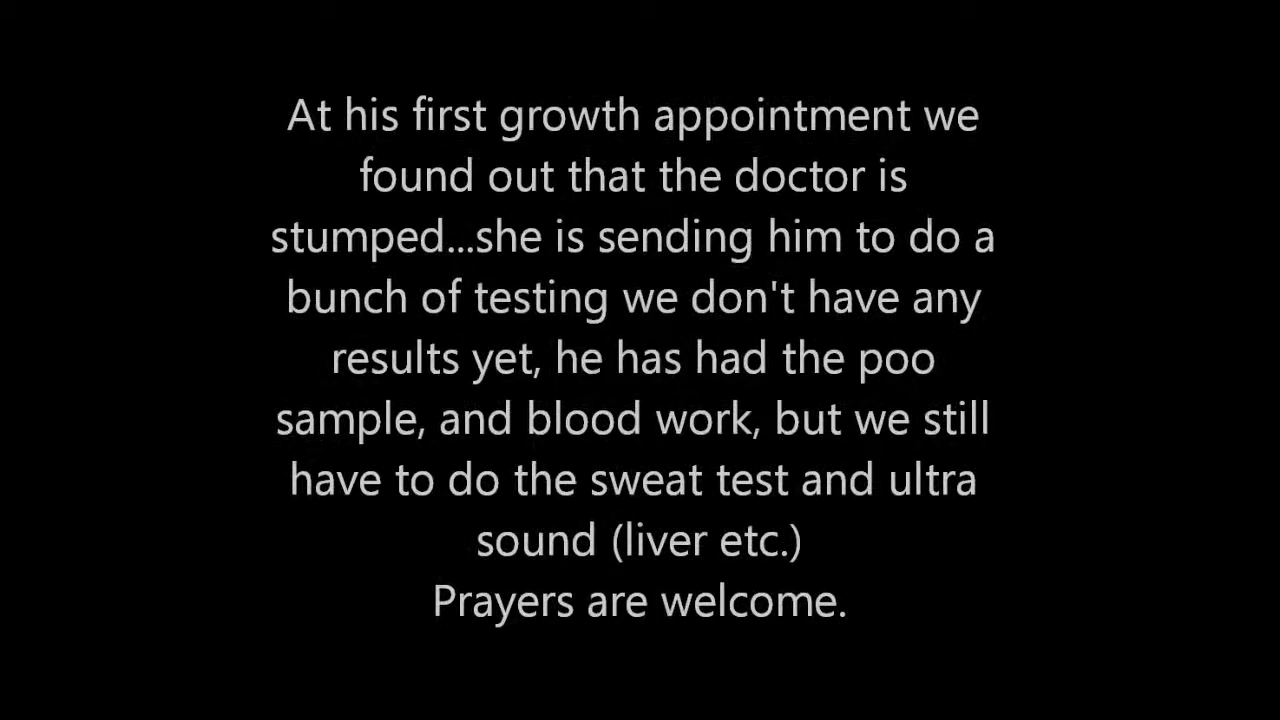 At his first growth appointment we
found out that the doctor is
stumped...she is sending him to do a
bunch of testing we don't have any
results yet, he has had the poo
sample, and blood work, but we still
have to do the sweat test and ultra
sound (liver etc.)
Prayers are welcome.